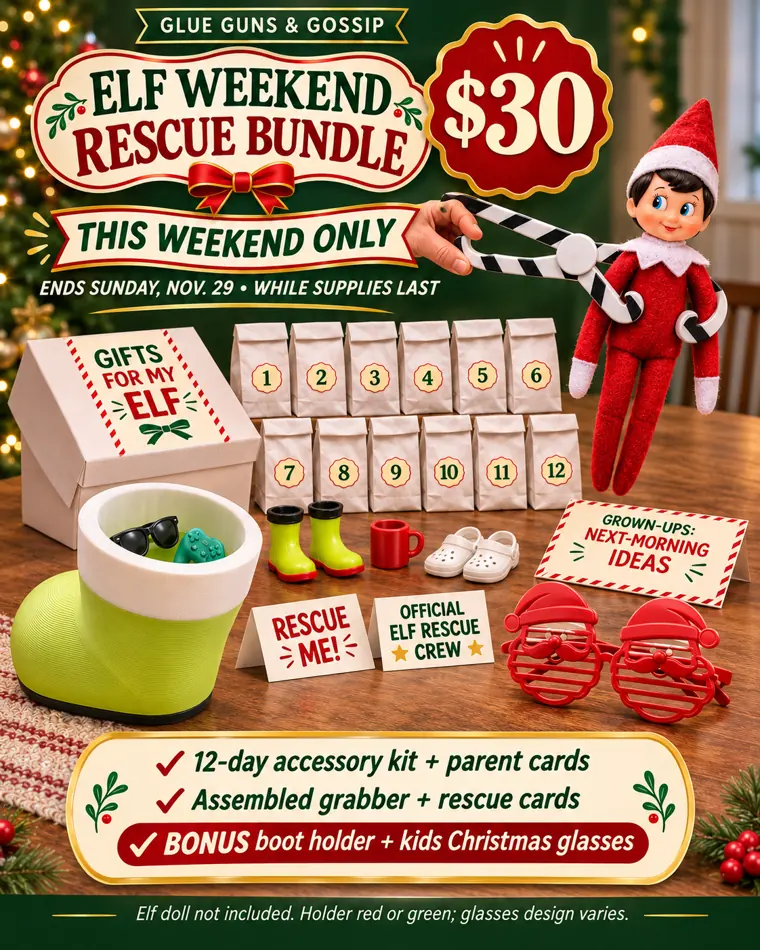 GLUE GUNS & GOSSIP
ELF WEEKEND
RESCUE BUNDLE
$30
THIS WEEKEND ONLY
ENDS SUNDAY, NOV. 29 • WHILE SUPPLIES LAST
GIFTS
FOR MY
ELF
1
2
3
4
5
6
7
8
9
10
11
12
GROWN-UPS:
NEXT-MORNING
IDEAS
RESCUE
ME!
OFFICIAL
ELF RESCUE
CREW
12-day accessory kit + parent cards
Assembled grabber + rescue cards
BONUS boot holder + kids Christmas glasses
Elf doll not included. Holder red or green; glasses design varies.